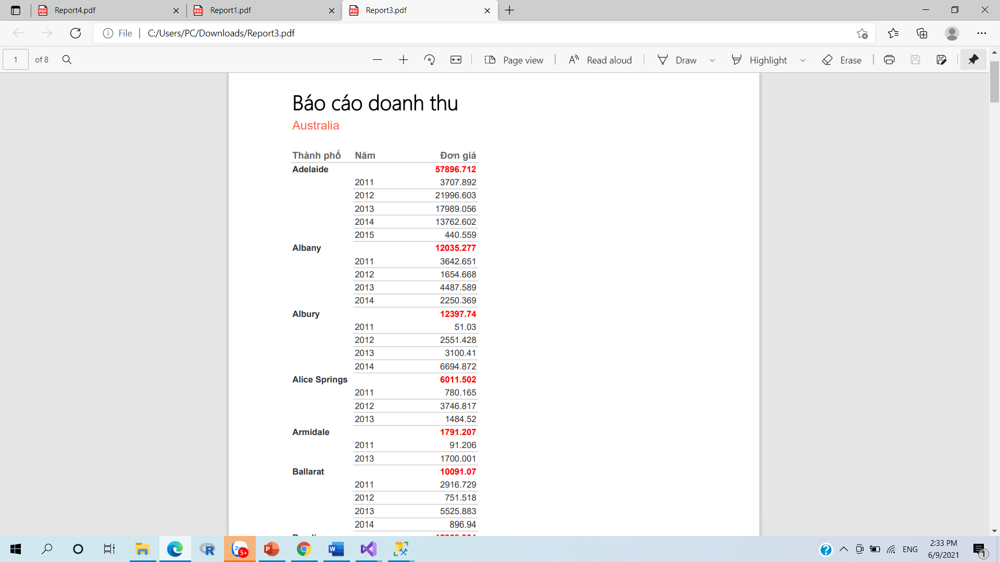 Report4.pdf
Report1.pdf
Report3.pdf
File
C:/Users/PC/Downloads/Report3.pdf
1 of 8
Page view
Read aloud
Draw
Highlight
Erase
Báo cáo doanh thu
Australia
Thành phố Năm Đơn giá
Adelaide 57896.712
2011 3707.892
2012 21996.603
2013 17989.056
2014 13762.602
2015 440.559
Albany 12035.277
2011 3642.651
2012 1654.668
2013 4487.589
2014 2250.369
Albury 12397.74
2011 51.03
2012 2551.428
2013 3100.41
2014 6694.872
Alice Springs 6011.502
2011 780.165
2012 3746.817
2013 1484.52
Armidale 1791.207
2011 91.206
2013 1700.001
Ballarat 10091.07
2011 2916.729
2012 751.518
2013 5525.883
2014 896.94
5+
ENG
2:33 PM
6/9/2021
1